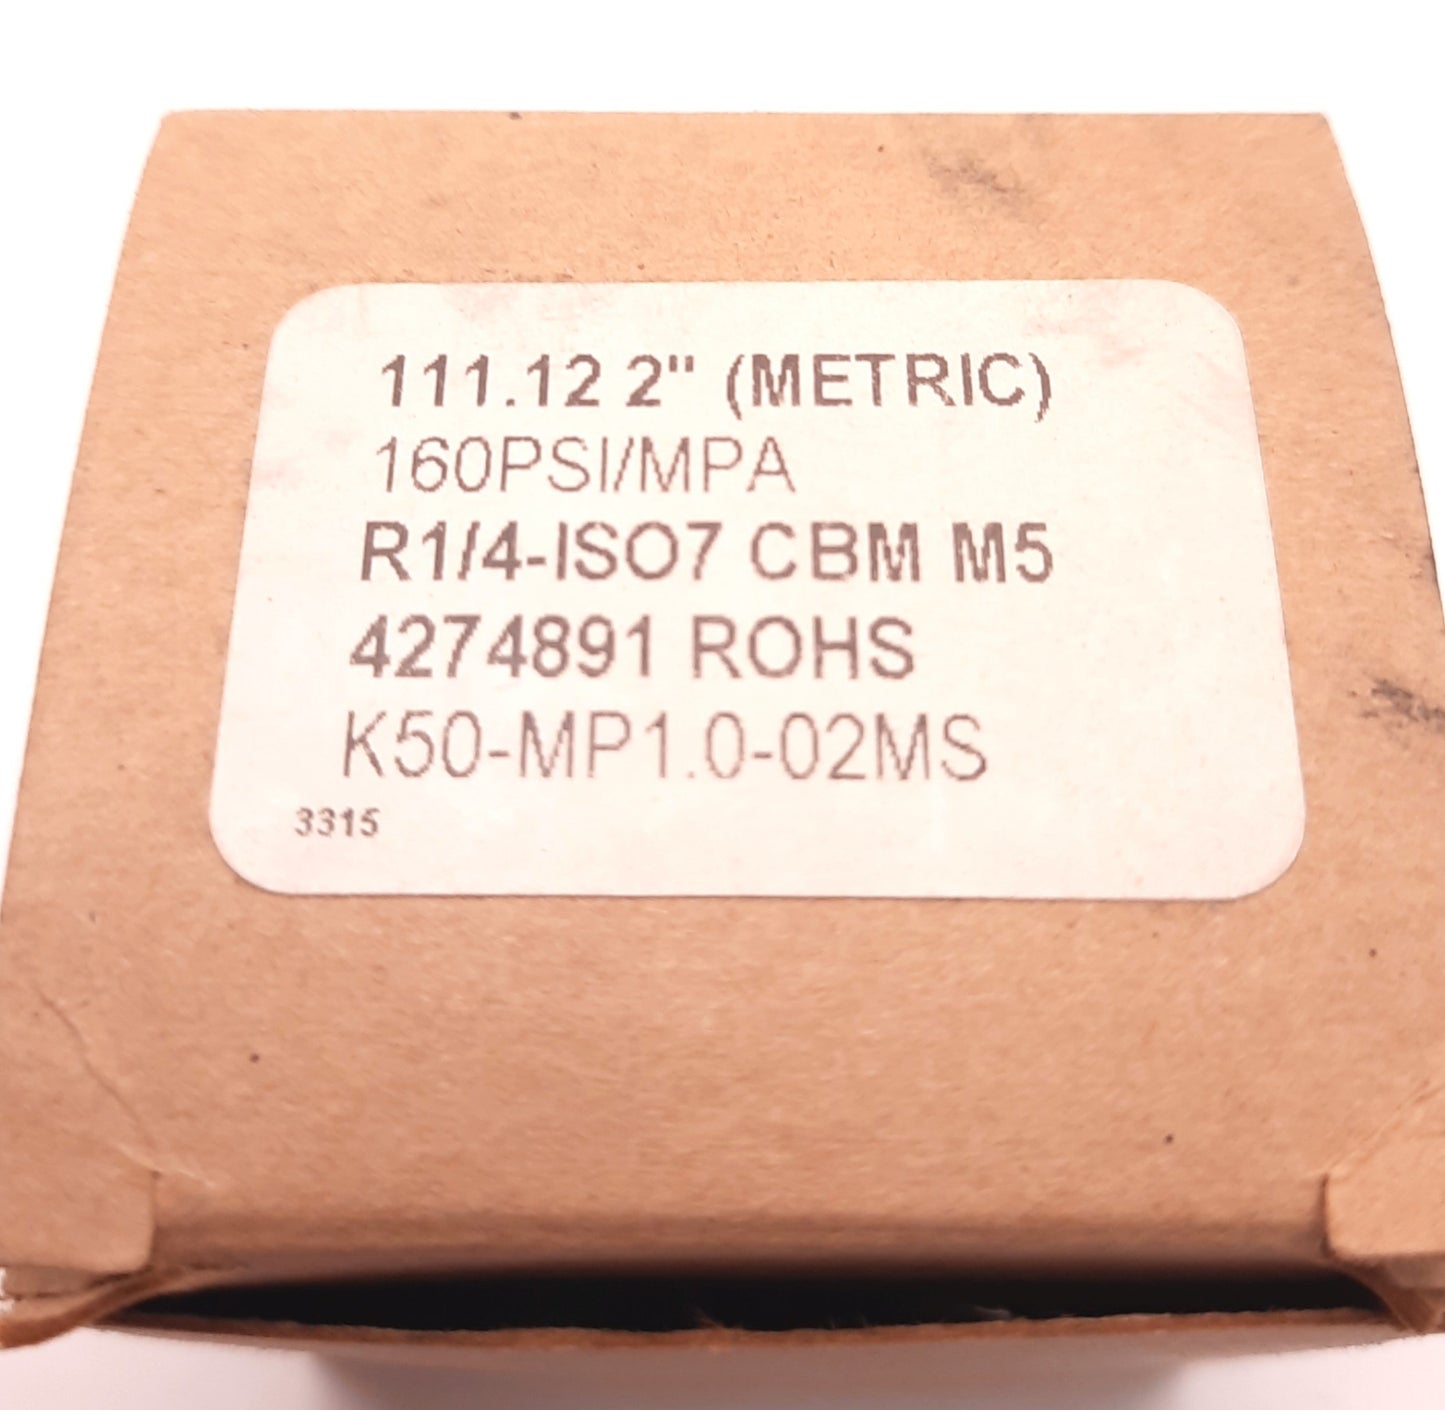 111.12 2" (METRIC)
160PSI/MPA
R1/4-ISO7 CBM M5
4274891 ROHS
K50-MP1.0-02MS
3315